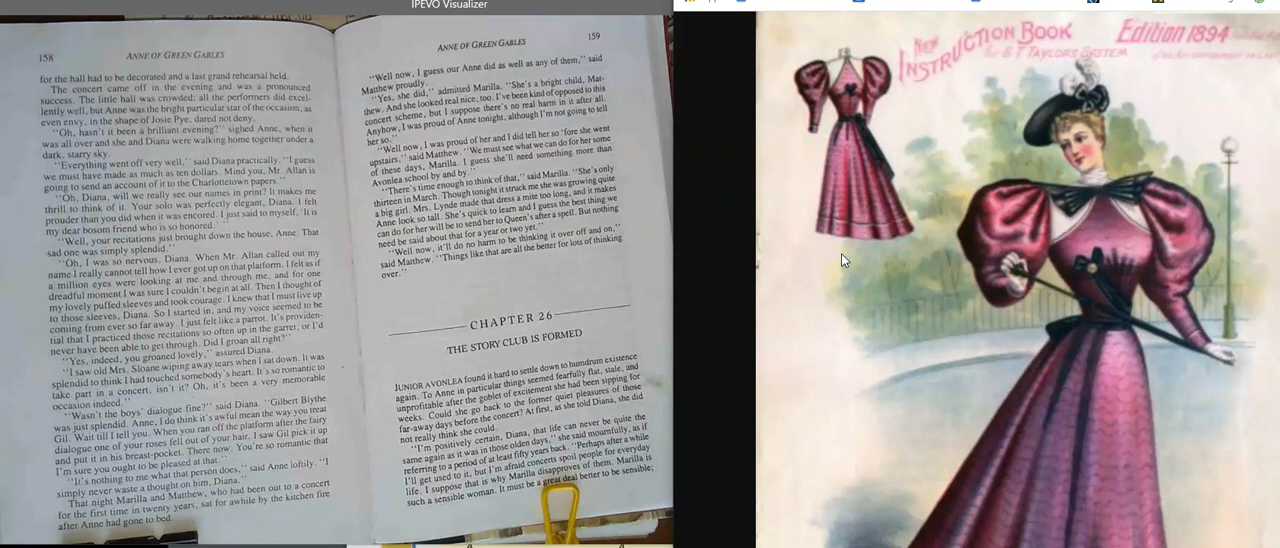 IPEVO Visualizer
158
ANNE OF GREEN GABLES
for the hall had to be decorated and a last grand rehearsal held.
The concert came off in the evening and was a pronounced
success. The little hall was crowded; all the performers did excel-
lently well, but Anne was the bright particular star of the occasion, as
even envy, in the shape of Josie Pye, dared not deny.
"Oh, hasn't it been a brilliant evening?" sighed Anne, when it
was all over and she and Diana were walking home together under a
dark, starry sky.
"Everything went off very well," said Diana practically. "I guess
we must have made as much as ten dollars. Mind you, Mr. Allan is
going to send an account of it to the Charlottetown papers."
"Oh, Diana, will we really see our names in print? It makes me
thrill to think of it. Your solo was perfectly elegant, Diana. I felt
prouder than you did when it was encored. I just said to myself, 'It is
my dear bosom friend who is so honored.'"
"Well, your recitations just brought down the house, Anne. That
sad one was simply splendid."
"Oh, I was so nervous, Diana. When Mr. Allan called out my
name I really cannot tell how I ever got up on that platform. I felt as if
a million eyes were looking at me and through me, and for one
dreadful moment I was sure I couldn't begin at all. Then I thought of
my lovely puffed sleeves and took courage. I knew that I must live up
to those sleeves, Diana. So I started in, and my voice seemed to be
coming from ever so far away. I just felt like a parrot. It's providen-
tial that I practiced those recitations so often up in the garret, or I'd
never have been able to get through. Did I groan all right?"
"Yes, indeed, you groaned lovely," assured Diana.
"I saw old Mrs. Sloane wiping away tears when I sat down. It was
splendid to think I had touched somebody's heart. It's so romantic to
take part in a concert, isn't it? Oh, it's been a very memorable
occasion indeed."
"Wasn't the boys' dialogue fine?" said Diana. "Gilbert Blythe
was just splendid. Anne, I do think it's awful mean the way you treat
Gil. Wait till I tell you. When you ran off the platform after the fairy
dialogue one of your roses fell out of your hair. I saw Gil pick it up
and put it in his breast-pocket. There now. You're so romantic that
I'm sure you ought to be pleased at that."
"It's nothing to me what that person does," said Anne loftily. "I
simply never waste a thought on him, Diana."
That night Marilla and Matthew, who had been out to a concert
for the first time in twenty years, sat for awhile by the kitchen fire
after Anne had gone to bed.
ANNE OF GREEN GABLES
159
"Well now, I guess our Anne did as well as any of them," said
Matthew proudly.
"Yes, she did," admitted Marilla. "She's a bright child, Mat-
thew. And she looked real nice, too. I've been kind of opposed to this
concert scheme, but I suppose there's no real harm in it after all.
Anyhow, I was proud of Anne tonight, although I'm not going to tell
her so."
"Well now, I was proud of her and I did tell her so 'fore she went
upstairs," said Matthew. "We must see what we can do for her some
of these days, Marilla. I guess she'll need something more than
Avonlea school by and by."
"There's time enough to think of that," said Marilla. "She's only
thirteen in March. Though tonight it struck me she was growing quite
a big girl. Mrs. Lynde made that dress a mite too long, and it makes
Anne look so tall. She's quick to learn and I guess the best thing we
can do for her will be to send her to Queen's after a spell. But nothing
need be said about that for a year or two yet."
"Well now, it'll do no harm to be thinking it over off and on,"
said Matthew. "Things like that are all the better for lots of thinking
over."
CHAPTER 26
THE STORY CLUB IS FORMED
JUNIOR AVONLEA found it hard to settle down to humdrum existence
again. To Anne in particular things seemed fearfully flat, stale, and
unprofitable after the goblet of excitement she had been sipping for
weeks. Could she go back to the former quiet pleasures of those
far-away days before the concert? At first, as she told Diana, she did
not really think she could.
"I'm positively certain, Diana, that life can never be quite the
same again as it was in those olden days," she said mournfully, as if
referring to a period of at least fifty years back. "Perhaps after a while
I'll get used to it, but I'm afraid concerts spoil people for everyday
life. I suppose that is why Marilla disapproves of them. Marilla is
such a sensible woman. It must be a great deal better to be sensible;
NEW
INSTRUCTION BOOK
for S. T. TAYLOR'S SYSTEM
Edition 1894